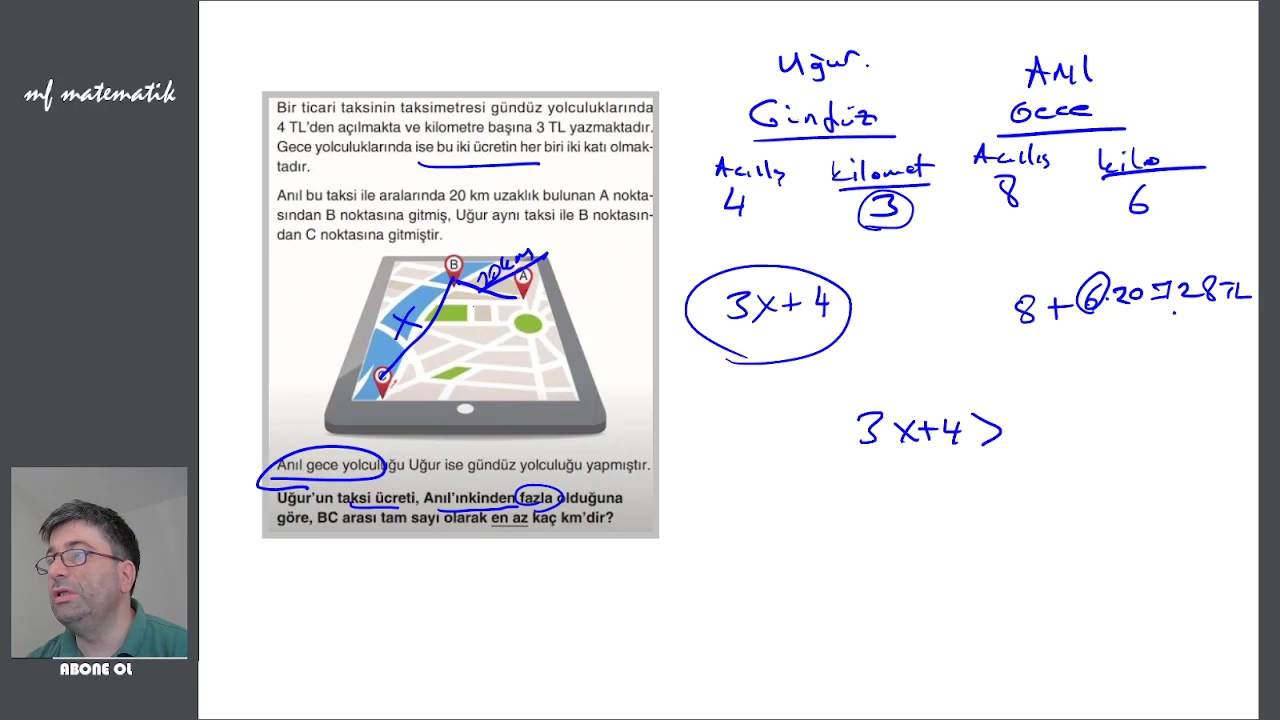 mf matematik
Bir ticari taksinin taksimetresi gündüz yolculuklarında
4 TL'den açılmakta ve kilometre başına 3 TL yazmaktadır.
Gece yolculuklarında ise bu iki ücretin her biri iki katı olmak-
tadır.
Anıl bu taksi ile aralarında 20 km uzaklık bulunan A nokta-
sından B noktasına gitmiş, Uğur aynı taksi ile B noktasın-
dan C noktasına gitmiştir.
B
20km
A
X
C
Anıl gece yolculuğu Uğur ise gündüz yolculuğu yapmıştır.
Uğur'un taksi ücreti, Anıl'ınkinden fazla olduğuna
göre, BC arası tam sayı olarak en az kaç km'dir?
Uğur.
Anıl
Gündüz
Gece
Açılış
kilomet
Açılış
kilo
4
3
8
6
3x+4
8+6.20=128TL
3x+4>
ABONE OL